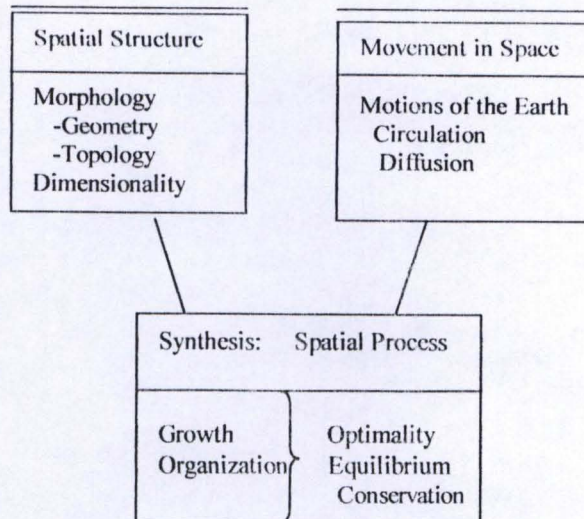 Spatial Structure
Morphology
-Geometry
-Topology
Dimensionality
Movement in Space
Motions of the Earth
Circulation
Diffusion
Synthesis: Spatial Process
Growth
Organization
Optimality
Equilibrium
Conservation